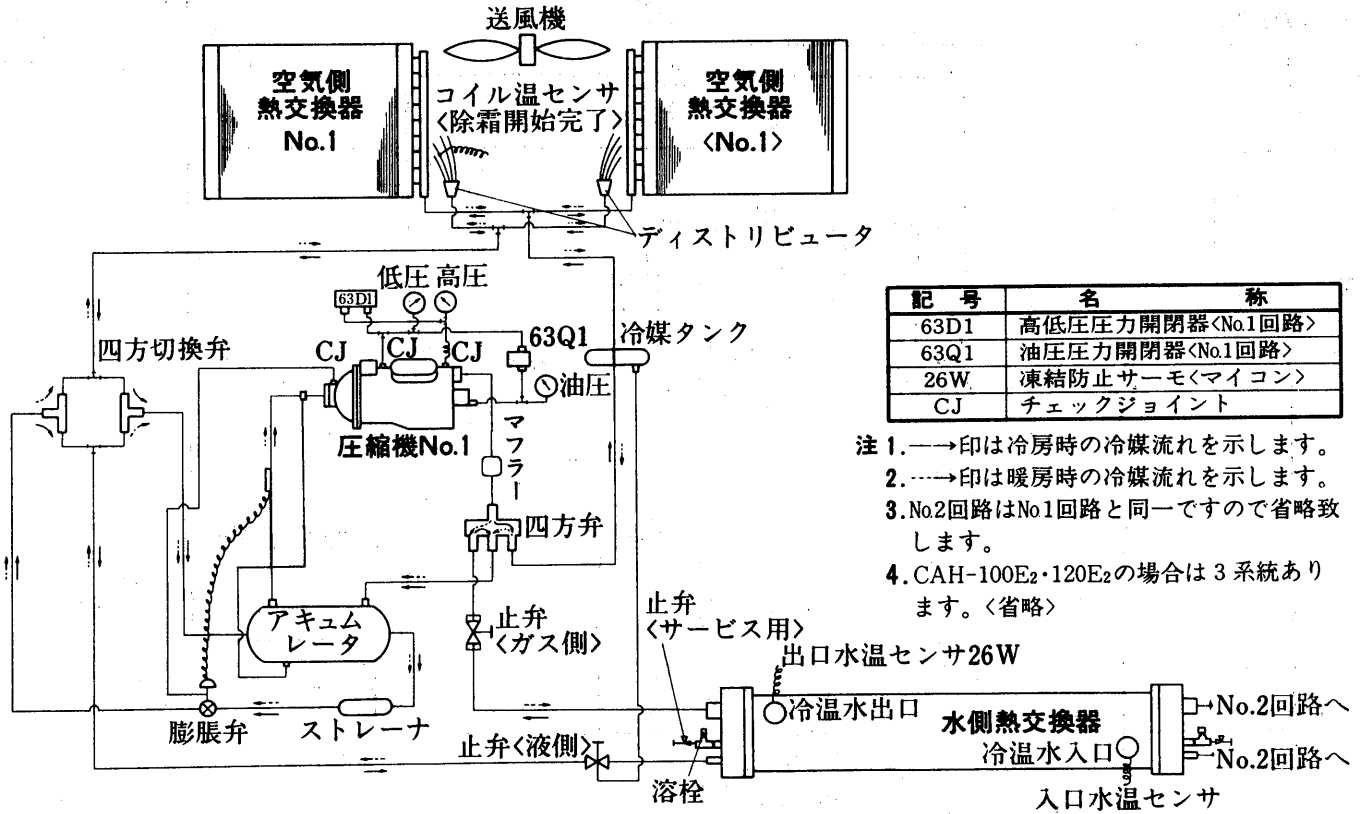 送風機
空気側
熱交換器
No.1
コイル温センサ
<除霜開始完了>
空気側
熱交換器
<No.1>
ディストリビュータ
低圧 高圧
63D1
四方切換弁
CJ
CJ
CJ
63Q1
冷媒タンク
油圧
圧縮機No.1
マフラー
四方弁
アキュム
レータ
止弁
<ガス側>
止弁
<サービス用>
出口水温センサ26W
冷温水出口
水側熱交換器
冷温水入口
No.2回路へ
No.2回路へ
膨脹弁
ストレーナ
止弁<液側>
溶栓
入口水温センサ
記 号 名 称
63D1 高低圧圧力開閉器<No.1回路>
63Q1 油圧圧力開閉器<No.1回路>
26W 凍結防止サーモ<マイコン>
CJ チェックジョイント
注 1.─→印は冷房時の冷媒流れを示します。
2.┄→印は暖房時の冷媒流れを示します。
3.No.2回路はNo.1回路と同一ですので省略致
します。
4.CAH-100E₂・120E₂の場合は3系統あり
ます。<省略>